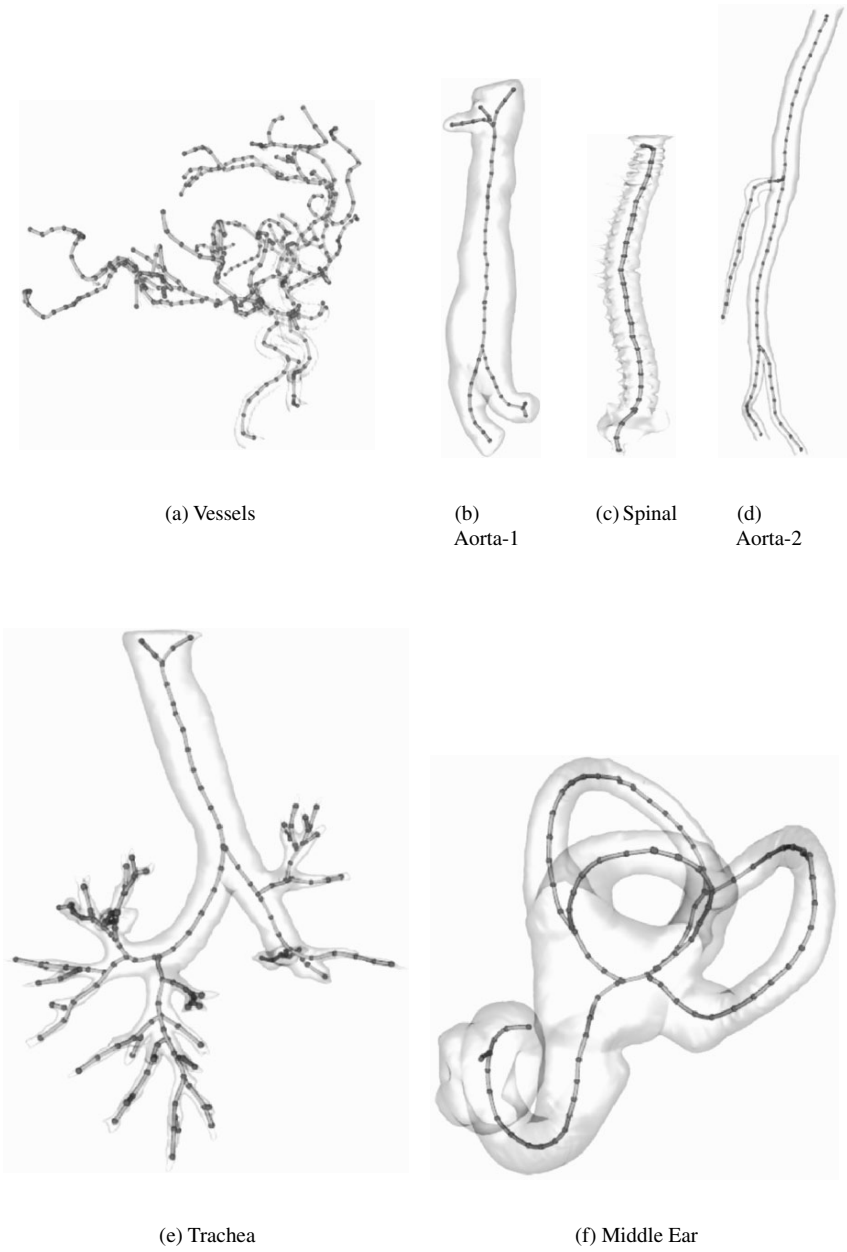 (a) Vessels
(b)
Aorta-1
(c) Spinal
(d)
Aorta-2
(e) Trachea
(f) Middle Ear